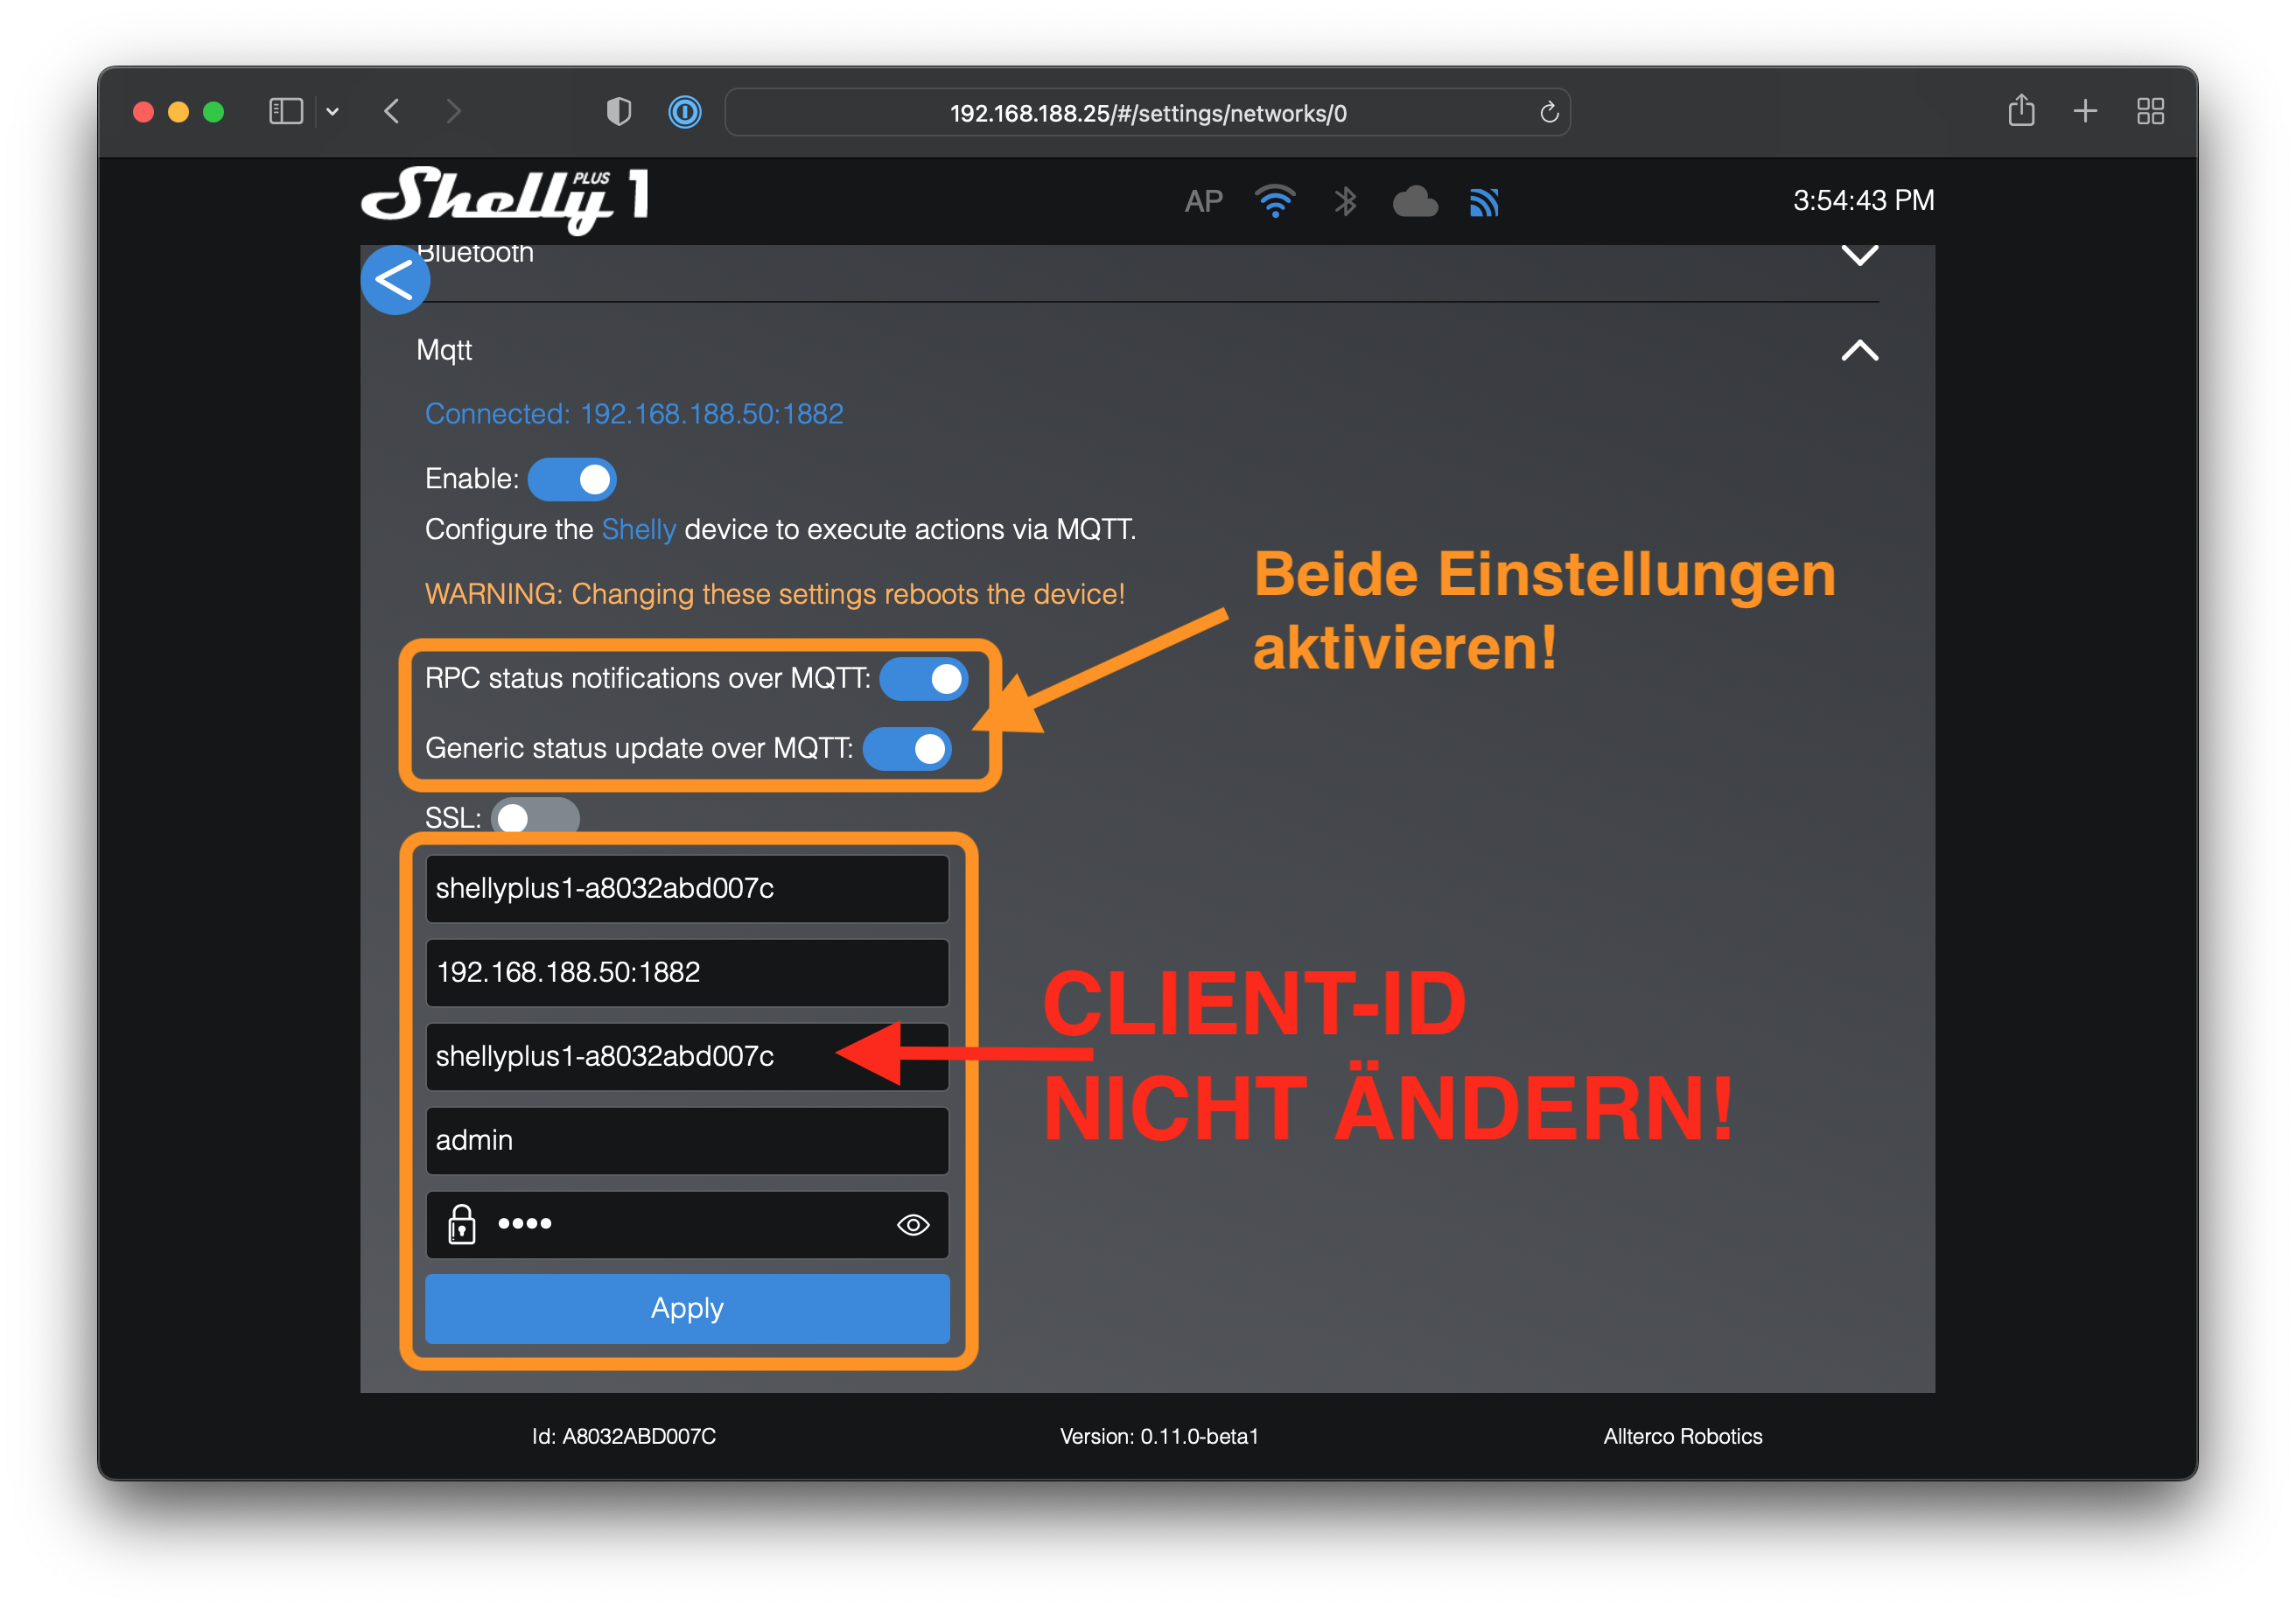 192.168.188.25/#/settings/networks/0
Shelly PLUS 1
AP
3:54:43 PM
Bluetooth
Mqtt
Connected: 192.168.188.50:1882
Enable:
Configure the Shelly device to execute actions via MQTT.
WARNING: Changing these settings reboots the device!
Beide Einstellungen
aktivieren!
RPC status notifications over MQTT:
Generic status update over MQTT:
SSL:
shellyplus1-a8032abd007c
192.168.188.50:1882
shellyplus1-a8032abd007c
CLIENT-ID
NICHT ÄNDERN!
admin
••••
Apply
Id: A8032ABD007C
Version: 0.11.0-beta1
Allterco Robotics